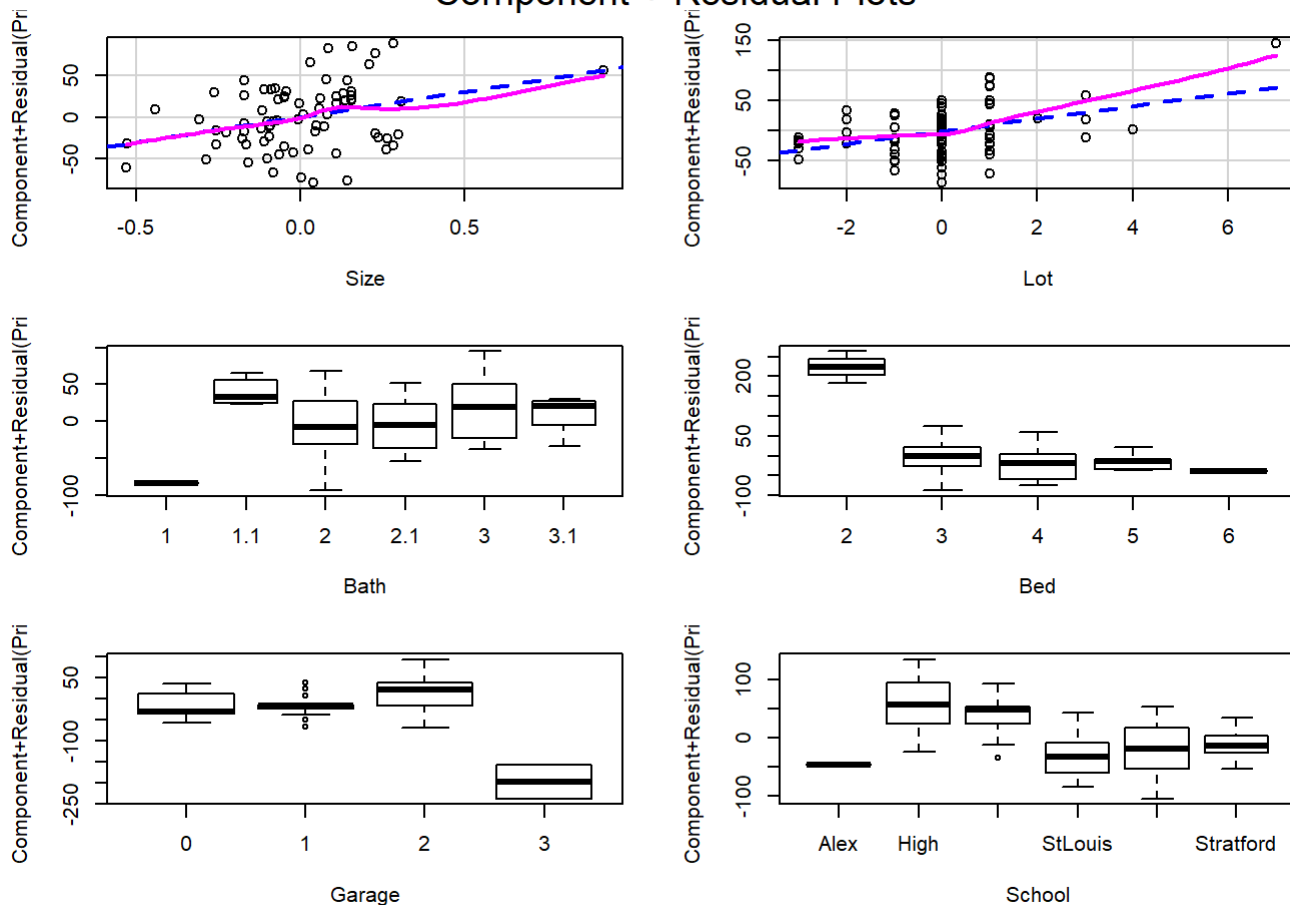 Component + Residual Plots
Component+Residual(Pri
50
0
-50
-0.5 0.0 0.5
Size
Component+Residual(Pri
150
50
-50
-2 0 2 4 6
Lot
Component+Residual(Pri
50
0
-100
1 1.1 2 2.1 3 3.1
Bath
Component+Residual(Pri
200
50
-100
2 3 4 5 6
Bed
Component+Residual(Pri
50
-100
-250
0 1 2 3
Garage
Component+Residual(Pri
100
0
-100
Alex High StLouis Stratford
School